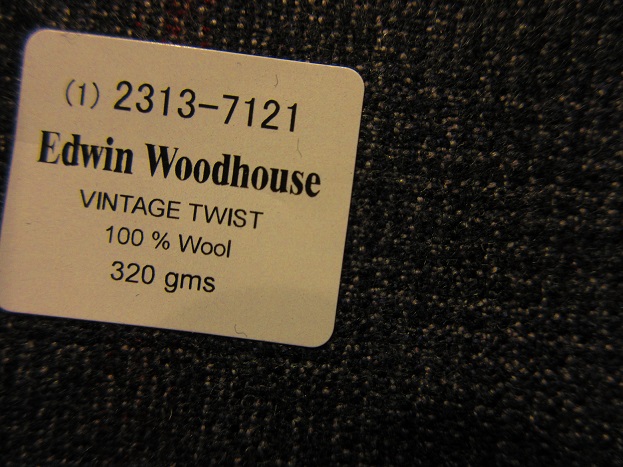 (1) 2313-7121
Edwin Woodhouse
VINTAGE TWIST
100 % Wool
320 gms